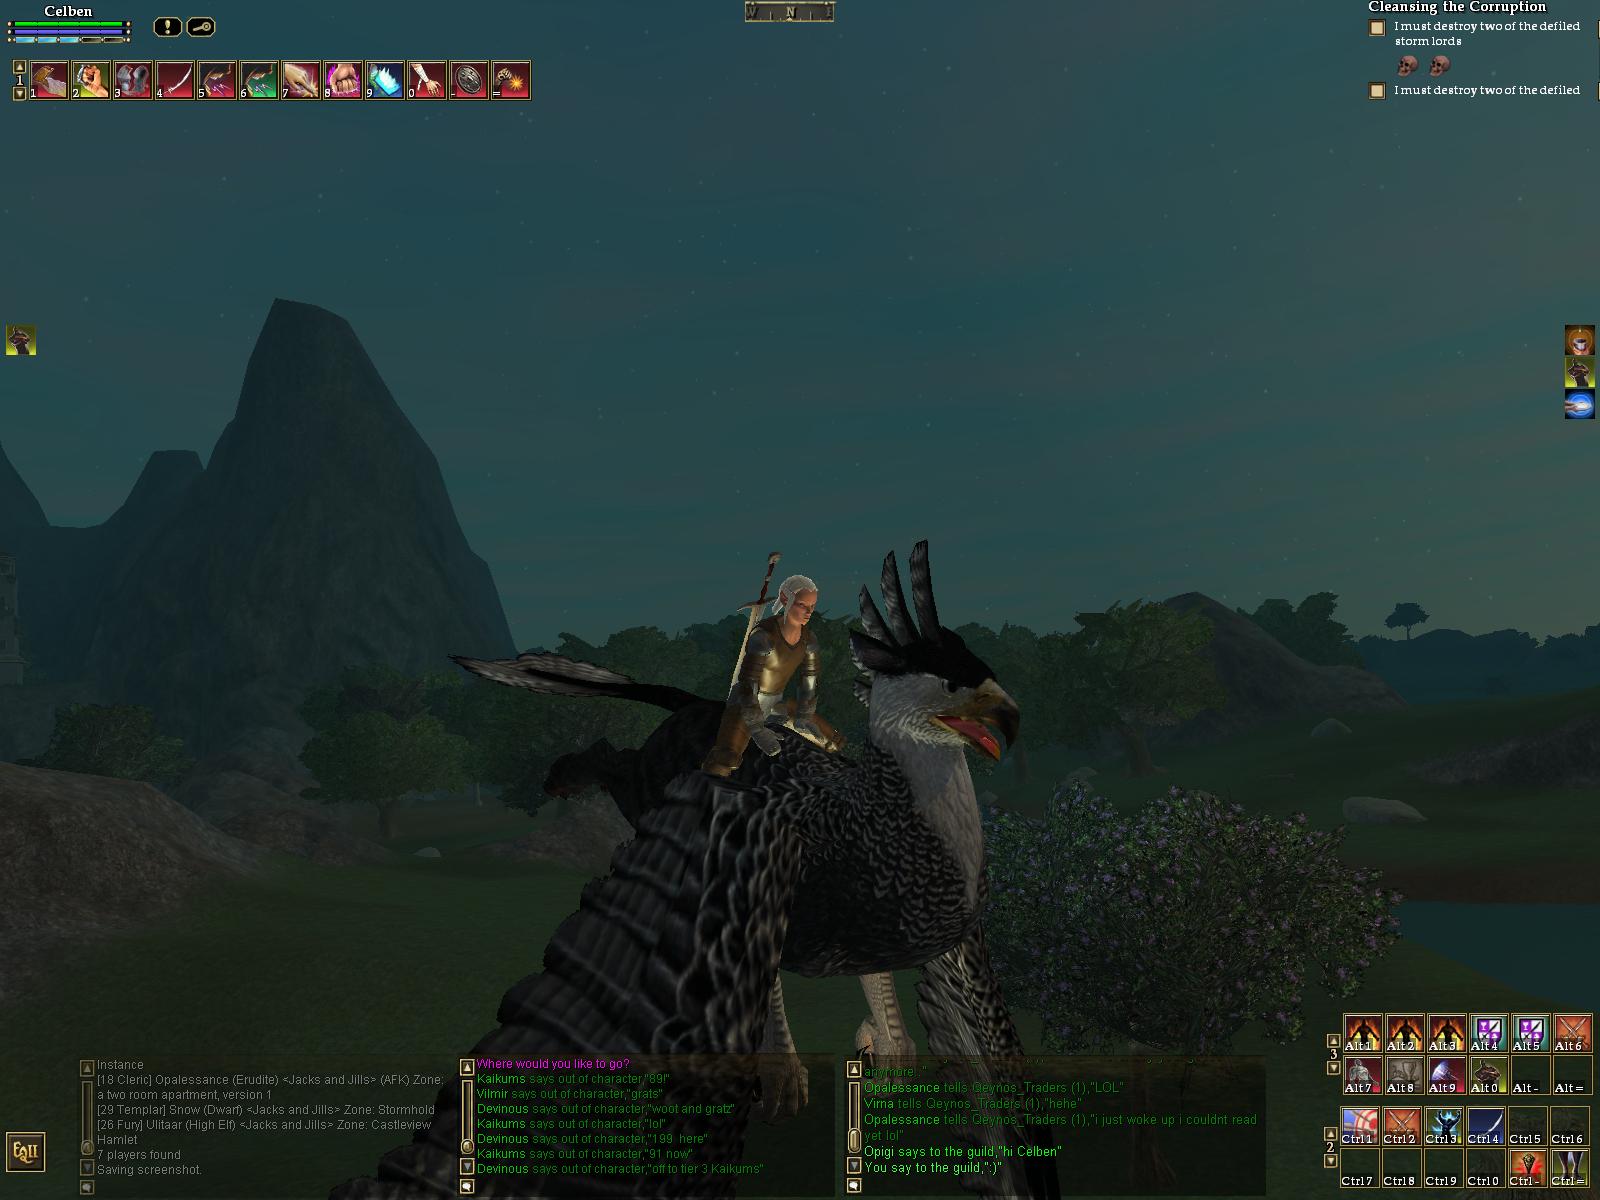 Celben
W N E
Cleansing the Corruption
I must destroy two of the defiled
storm lords
I must destroy two of the defiled
1
1 2 3 4 5 6 7 8 9 0 - =
Instance
[18 Cleric] Opalessance (Erudite) <Jacks and Jills> (AFK) Zone:
a two room apartment, version 1
[29 Templar] Snow (Dwarf) <Jacks and Jills> Zone: Stormhold
[26 Fury] Ulitaar (High Elf) <Jacks and Jills> Zone: Castleview
Hamlet
7 players found
Saving screenshot.
Where would you like to go?
Kaikums says out of character,"89!"
Vilmir says out of character,"grats"
Devinous says out of character,"woot and gratz"
Kaikums says out of character,"lol"
Devinous says out of character,"199 here"
Kaikums says out of character,"91 now"
Devinous says out of character,"off to tier 3 Kaikums"
anymore.."
Opalessance tells Qeynos_Traders (1),"LOL"
Virna tells Qeynos_Traders (1),"hehe"
Opalessance tells Qeynos_Traders (1),"i just woke up i couldnt read
yet lol"
Opigi says to the guild,"hi Celben"
You say to the guild,":)"
EQII
3
Alt1 Alt2 Alt3 Alt4 Alt5 Alt6
Alt7 Alt8 Alt9 Alt0 Alt- Alt=
2
Ctrl1 Ctrl2 Ctrl3 Ctrl4 Ctrl5 Ctrl6
Ctrl7 Ctrl8 Ctrl9 Ctrl0 Ctrl- Ctrl=